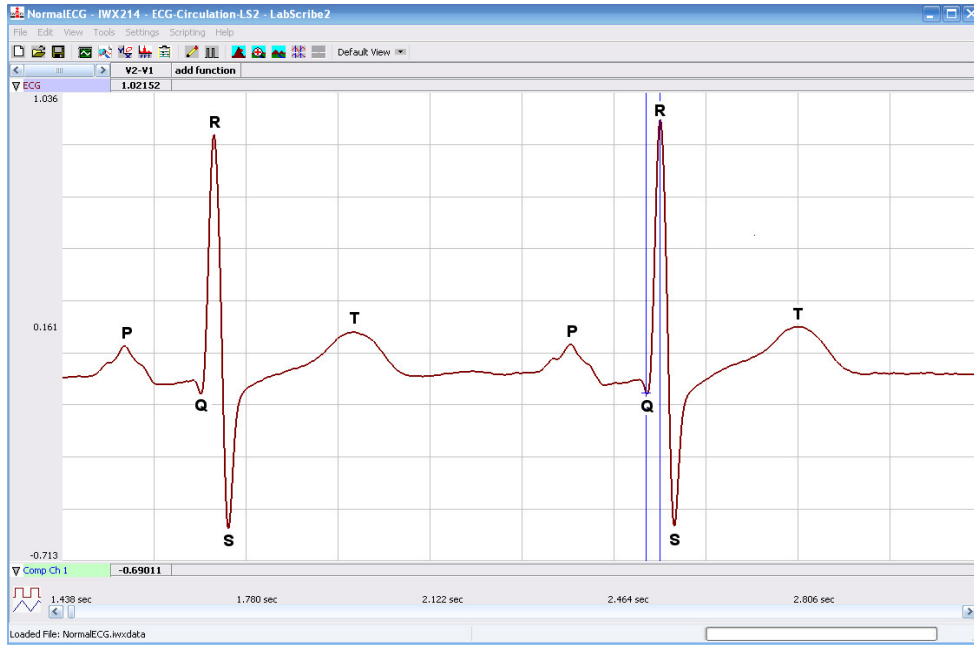 NormalECG - IWX214 - ECG-Circulation-LS2 - LabScribe2
File Edit View Tools Settings Scripting Help
Default View
V2-V1 add function
ECG 1.02152
1.036
R R
0.161
P T P T
Q Q
S S
-0.713
Comp Ch 1 -0.69011
1.438 sec 1.780 sec 2.122 sec 2.464 sec 2.806 sec
Loaded File: NormalECG.iwxdata